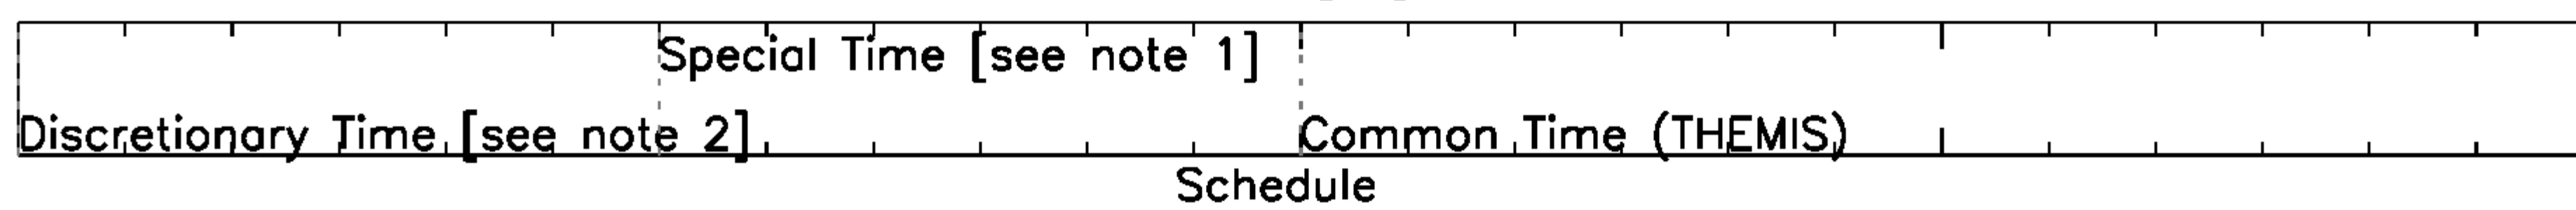 Special Time [see note 1]
Discretionary Time [see note 2]
Common Time (THEMIS)
Schedule